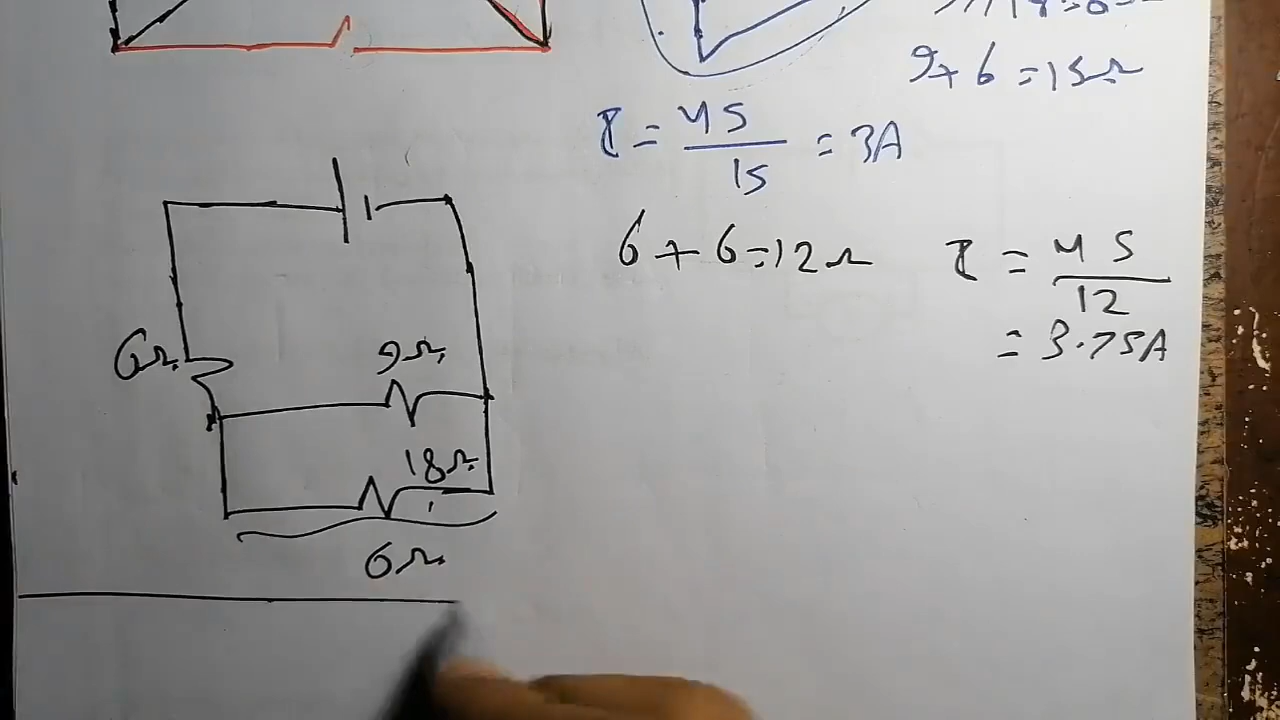 9+6=15Ω
I = 45/15 = 3A
6+6=12Ω
I = 45/12
= 3.75A
6Ω
9Ω
18Ω
6Ω